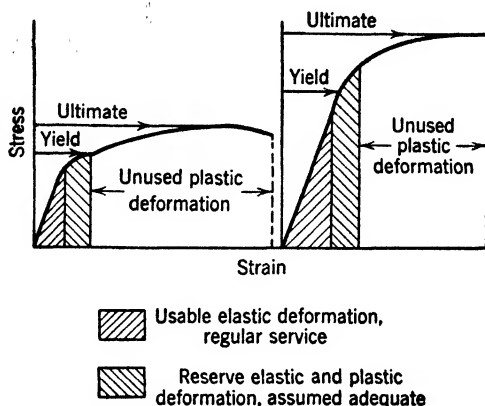 Ultimate
Yield
Unused
plastic
deformation
Ultimate
Yield
Unused plastic
deformation
Stress
Strain
Usable elastic deformation,
regular service
Reserve elastic and plastic
deformation, assumed adequate